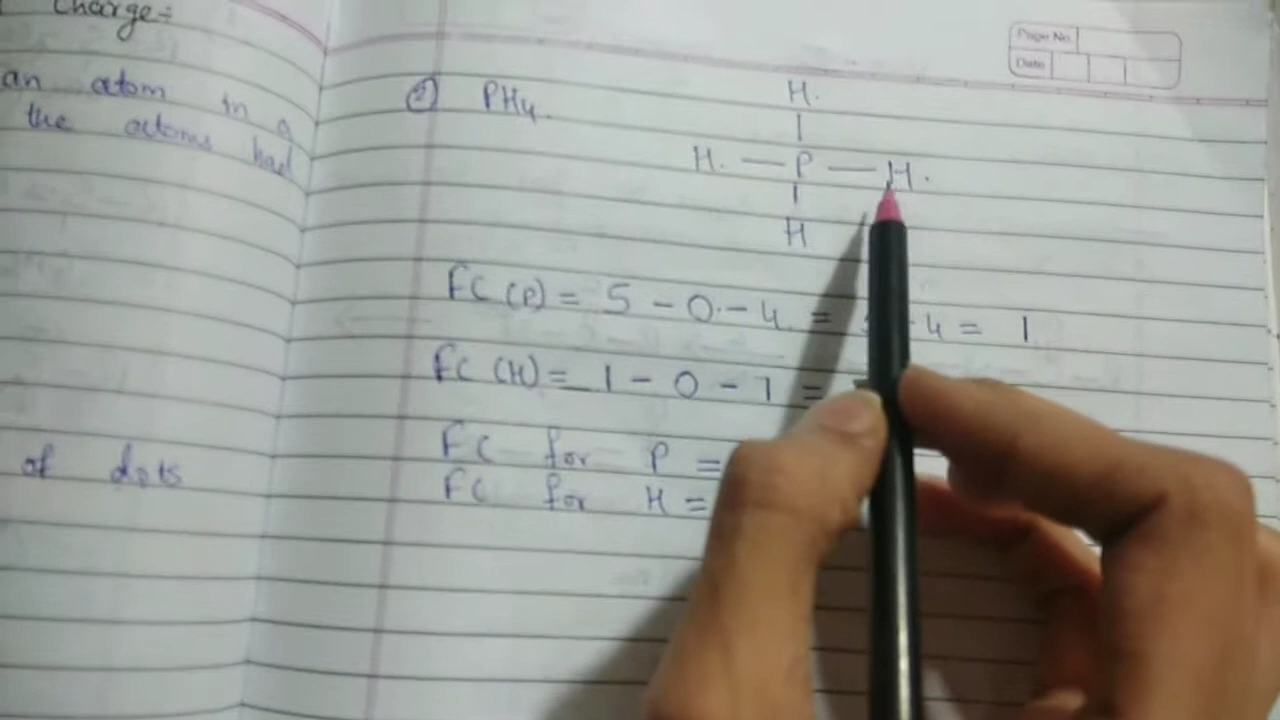 Charge :-
an atom in a
the atoms had
of dots
Page No.
Date
② PH4.
H.
H. — P — H.
H
FC (P) = 5 - 0 - 4 = - 4 = 1
FC (H) = 1 - 0 - 1 =
FC for P =
FC for H =